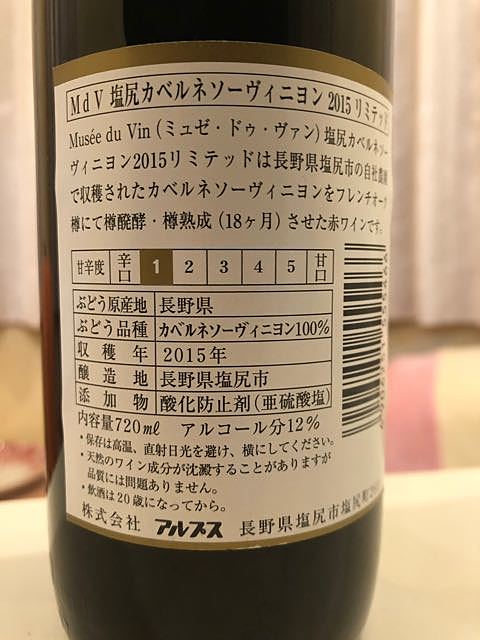 MdV 塩尻カベルネソーヴィニヨン 2015 リミテッド
Musée du Vin (ミュゼ・ドゥ・ヴァン) 塩尻カベルネソー
ヴィニヨン2015リミテッドは長野県塩尻市の自社農園
で収穫されたカベルネソーヴィニヨンをフレンチオーク
樽にて樽醗酵・樽熟成 (18ヶ月) させた赤ワインです。
甘辛度 辛口 1 2 3 4 5 甘口
ぶどう原産地 長野県
ぶどう品種 カベルネソーヴィニヨン100%
収穫年 2015年
醸造地 長野県塩尻市
添加物 酸化防止剤(亜硫酸塩)
内容量720mℓ アルコール分12%
・保存は高温、直射日光を避け、横にしてください。
・天然のワイン成分が沈澱することがありますが
品質には問題ありません。
・飲酒は20歳になってから。
株式会社 アルプス 長野県塩尻市塩尻町